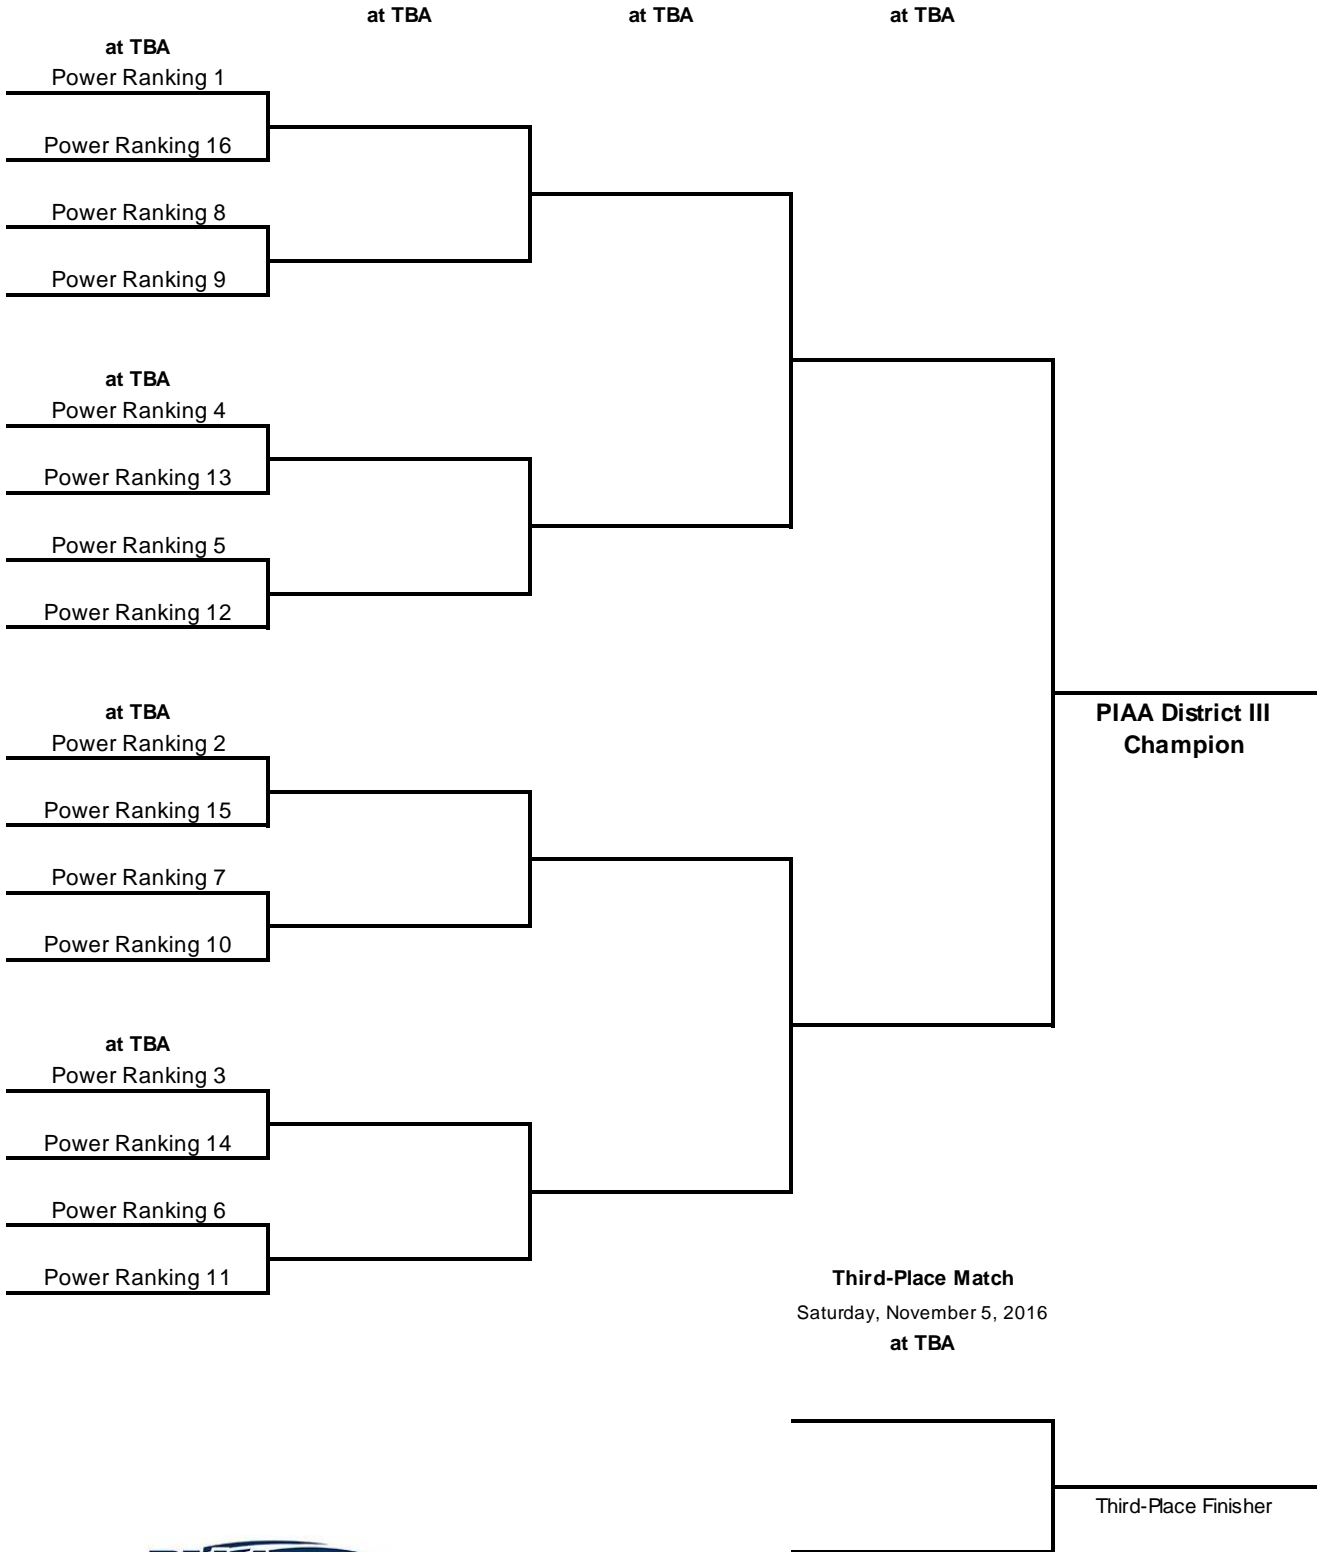 at TBA at TBA at TBA
at TBA
Power Ranking 1
Power Ranking 16
Power Ranking 8
Power Ranking 9
at TBA
Power Ranking 4
Power Ranking 13
Power Ranking 5
Power Ranking 12
at TBA
Power Ranking 2
Power Ranking 15
Power Ranking 7
Power Ranking 10
PIAA District III
Champion
at TBA
Power Ranking 3
Power Ranking 14
Power Ranking 6
Power Ranking 11
Third-Place Match
Saturday, November 5, 2016
at TBA
Third-Place Finisher